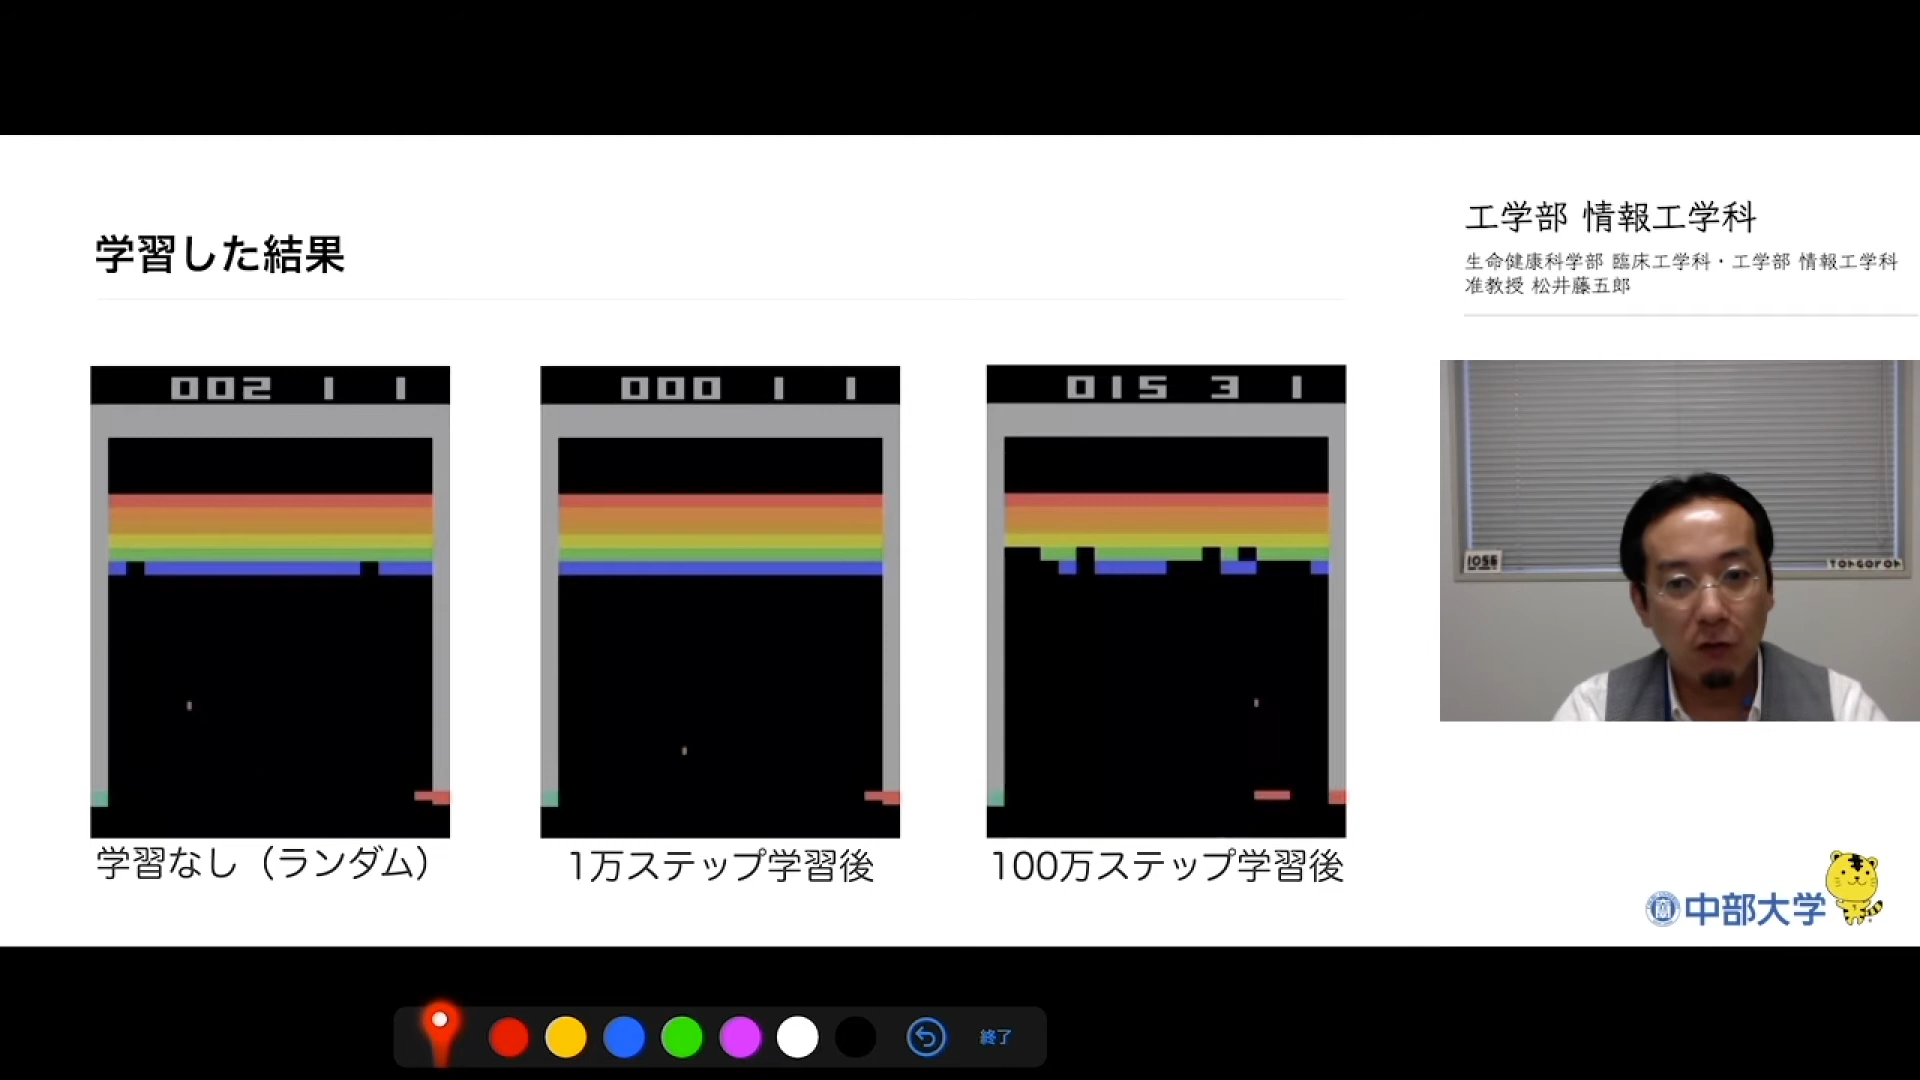 学習した結果
工学部 情報工学科
生命健康科学部 臨床工学科・工学部 情報工学科
准教授 松井藤五郎
002 1 1
000 1 1
015 3 1
1056
TOHGOROH
学習なし（ランダム）
1万ステップ学習後
100万ステップ学習後
中部大学
終了